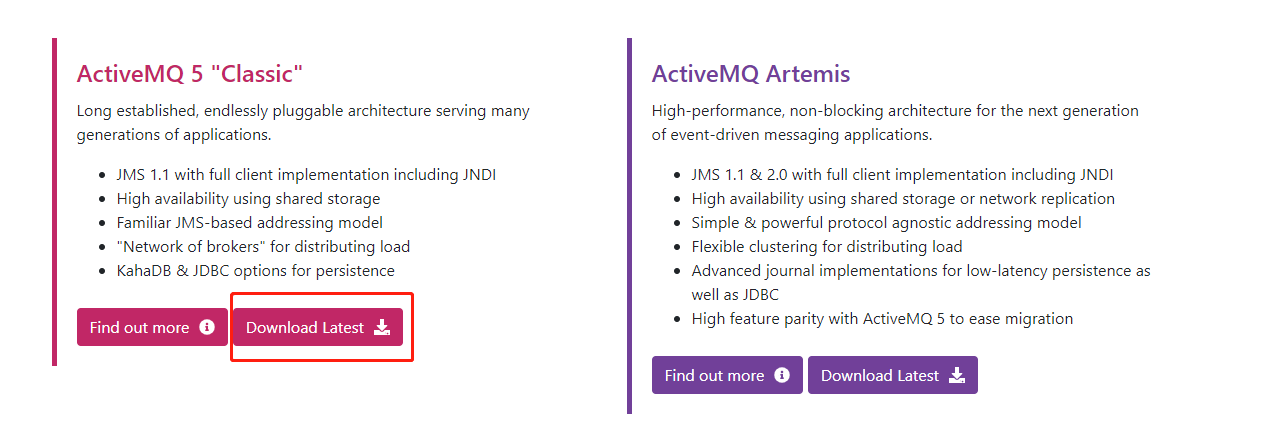 ActiveMQ 5 "Classic"
Long established, endlessly pluggable architecture serving many
generations of applications.
JMS 1.1 with full client implementation including JNDI
High availability using shared storage
Familiar JMS-based addressing model
"Network of brokers" for distributing load
KahaDB & JDBC options for persistence
Find out more
Download Latest
ActiveMQ Artemis
High-performance, non-blocking architecture for the next generation
of event-driven messaging applications.
JMS 1.1 & 2.0 with full client implementation including JNDI
High availability using shared storage or network replication
Simple & powerful protocol agnostic addressing model
Flexible clustering for distributing load
Advanced journal implementations for low-latency persistence as
well as JDBC
High feature parity with ActiveMQ 5 to ease migration
Find out more
Download Latest